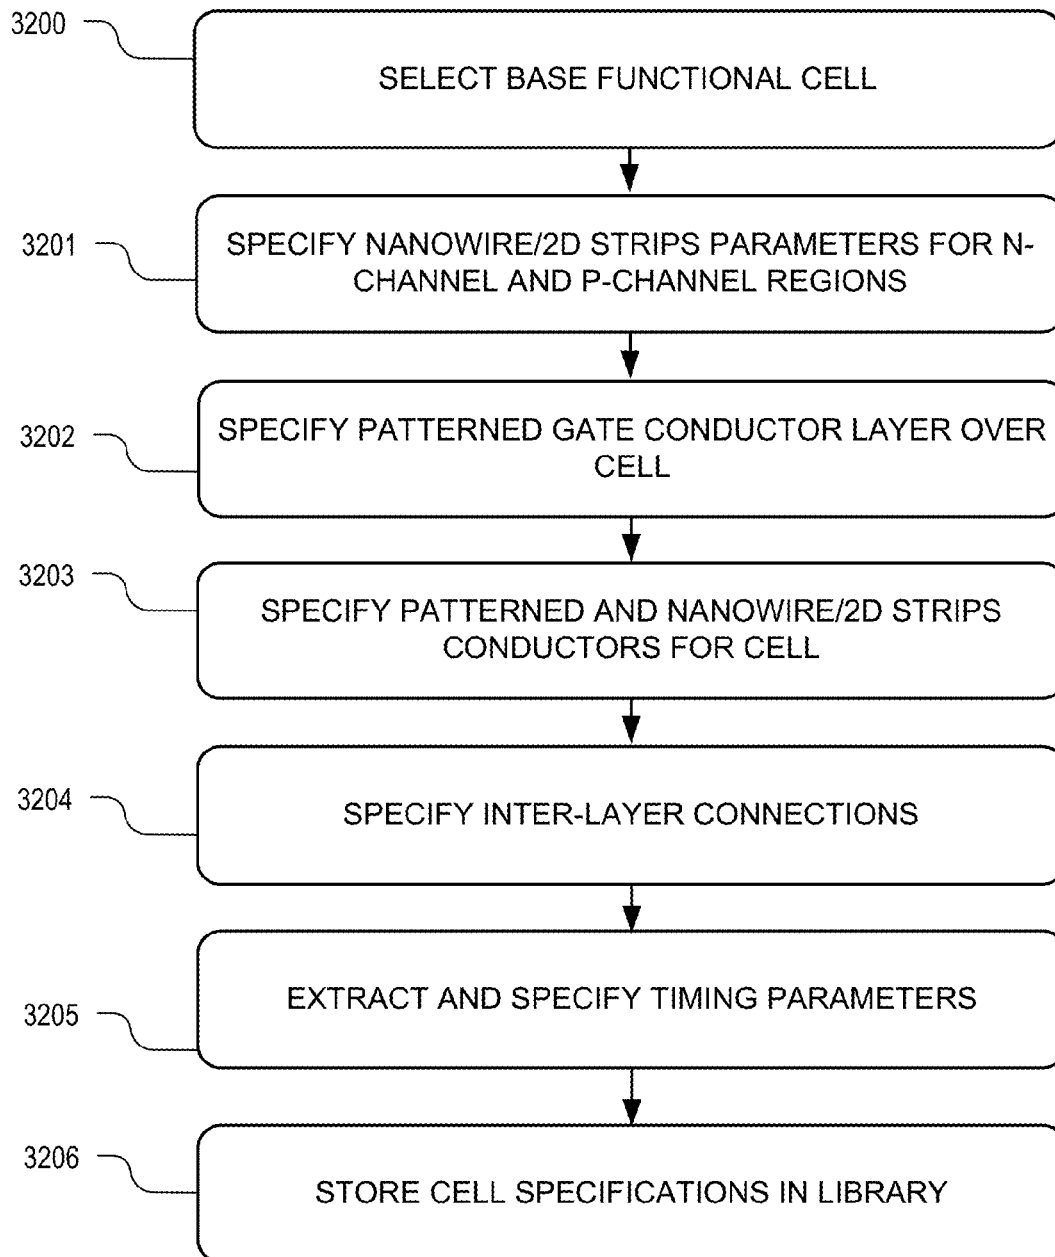 3200
SELECT BASE FUNCTIONAL CELL
3201
SPECIFY NANOWIRE/2D STRIPS PARAMETERS FOR N-
CHANNEL AND P-CHANNEL REGIONS
3202
SPECIFY PATTERNED GATE CONDUCTOR LAYER OVER
CELL
3203
SPECIFY PATTERNED AND NANOWIRE/2D STRIPS
CONDUCTORS FOR CELL
3204
SPECIFY INTER-LAYER CONNECTIONS
3205
EXTRACT AND SPECIFY TIMING PARAMETERS
3206
STORE CELL SPECIFICATIONS IN LIBRARY